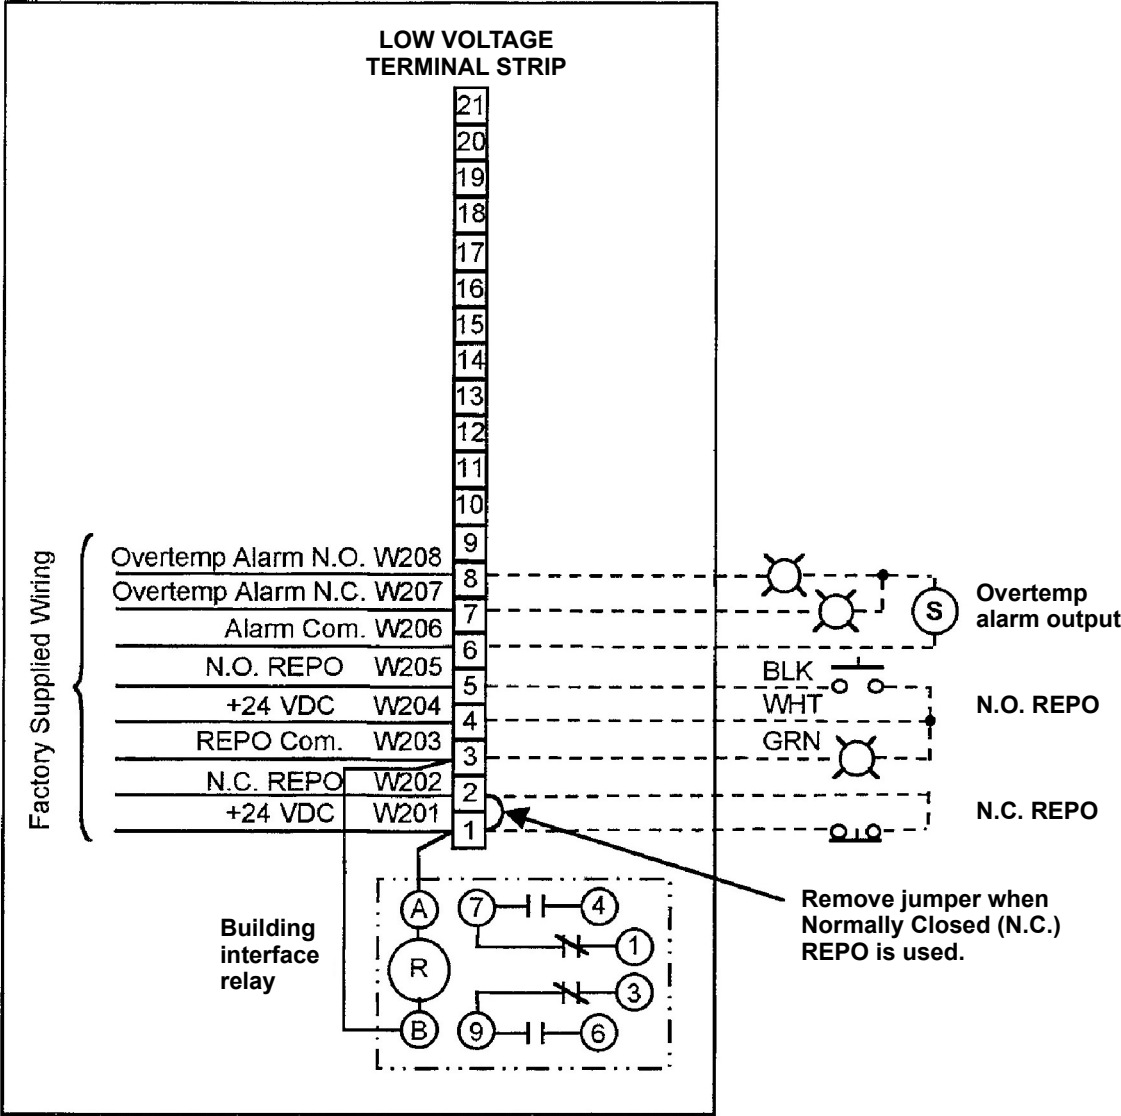 LOW VOLTAGE
TERMINAL STRIP
21
20
19
18
17
16
15
14
13
12
11
10
9
8
7
6
5
4
3
2
1
Factory Supplied Wiring
Overtemp Alarm N.O. W208
Overtemp Alarm N.C. W207
Alarm Com. W206
N.O. REPO W205
+24 VDC W204
REPO Com. W203
N.C. REPO W202
+24 VDC W201
S
Overtemp
alarm output
BLK
WHT
GRN
N.O. REPO
N.C. REPO
Remove jumper when
Normally Closed (N.C.)
REPO is used.
Building
interface
relay
A
R
B
7
4
1
3
9
6